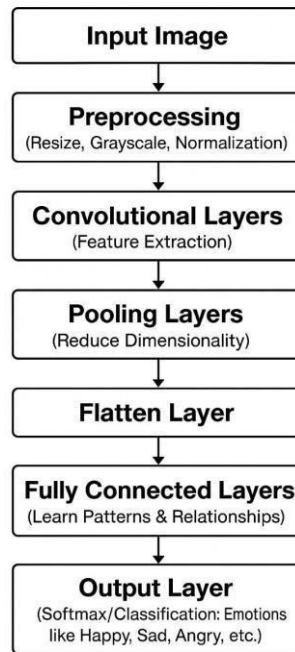 Input Image
Preprocessing
(Resize, Grayscale, Normalization)
Convolutional Layers
(Feature Extraction)
Pooling Layers
(Reduce Dimensionality)
Flatten Layer
Fully Connected Layers
(Learn Patterns & Relationships)
Output Layer
(Softmax/Classification: Emotions
like Happy, Sad, Angry, etc.)